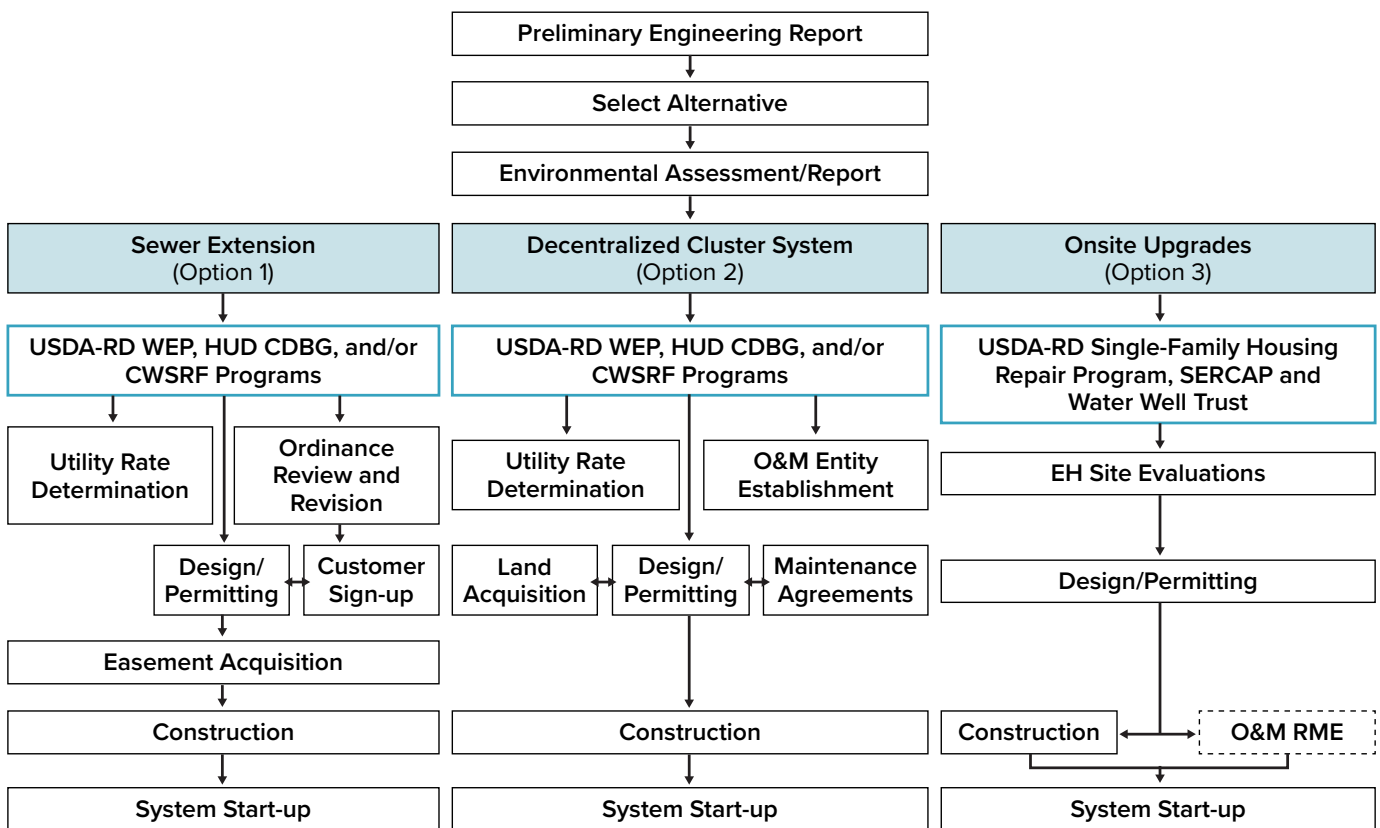 Preliminary Engineering Report
Select Alternative
Environmental Assessment/Report
Sewer Extension
(Option 1)
Decentralized Cluster System
(Option 2)
Onsite Upgrades
(Option 3)
USDA-RD WEP, HUD CDBG, and/or
CWSRF Programs
USDA-RD WEP, HUD CDBG, and/or
CWSRF Programs
USDA-RD Single-Family Housing
Repair Program, SERCAP and
Water Well Trust
Utility Rate
Determination
Ordinance
Review and
Revision
Utility Rate
Determination
O&M Entity
Establishment
EH Site Evaluations
Design/
Permitting
Customer
Sign-up
Land
Acquisition
Design/
Permitting
Maintenance
Agreements
Design/Permitting
Easement Acquisition
Construction
Construction
Construction
O&M RME
System Start-up
System Start-up
System Start-up